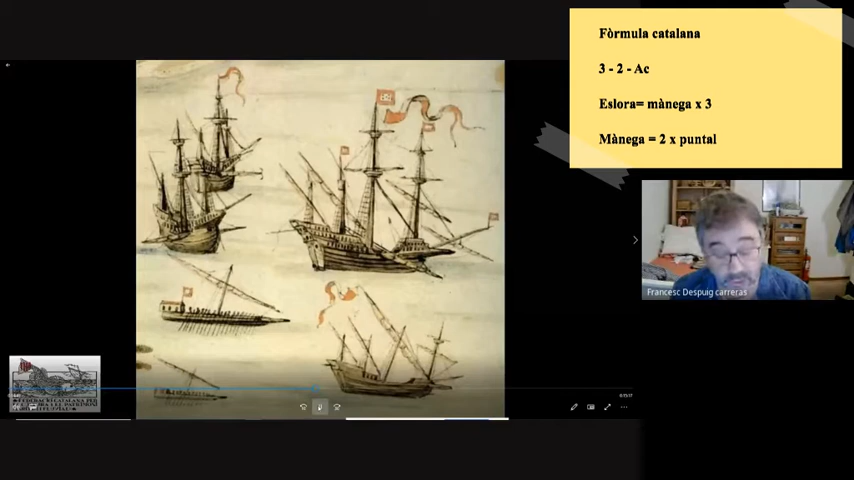 Fòrmula catalana
3 - 2 - Ac
Eslora= mànega x 3
Mànega = 2 x puntal
Francesc Despuig carreras